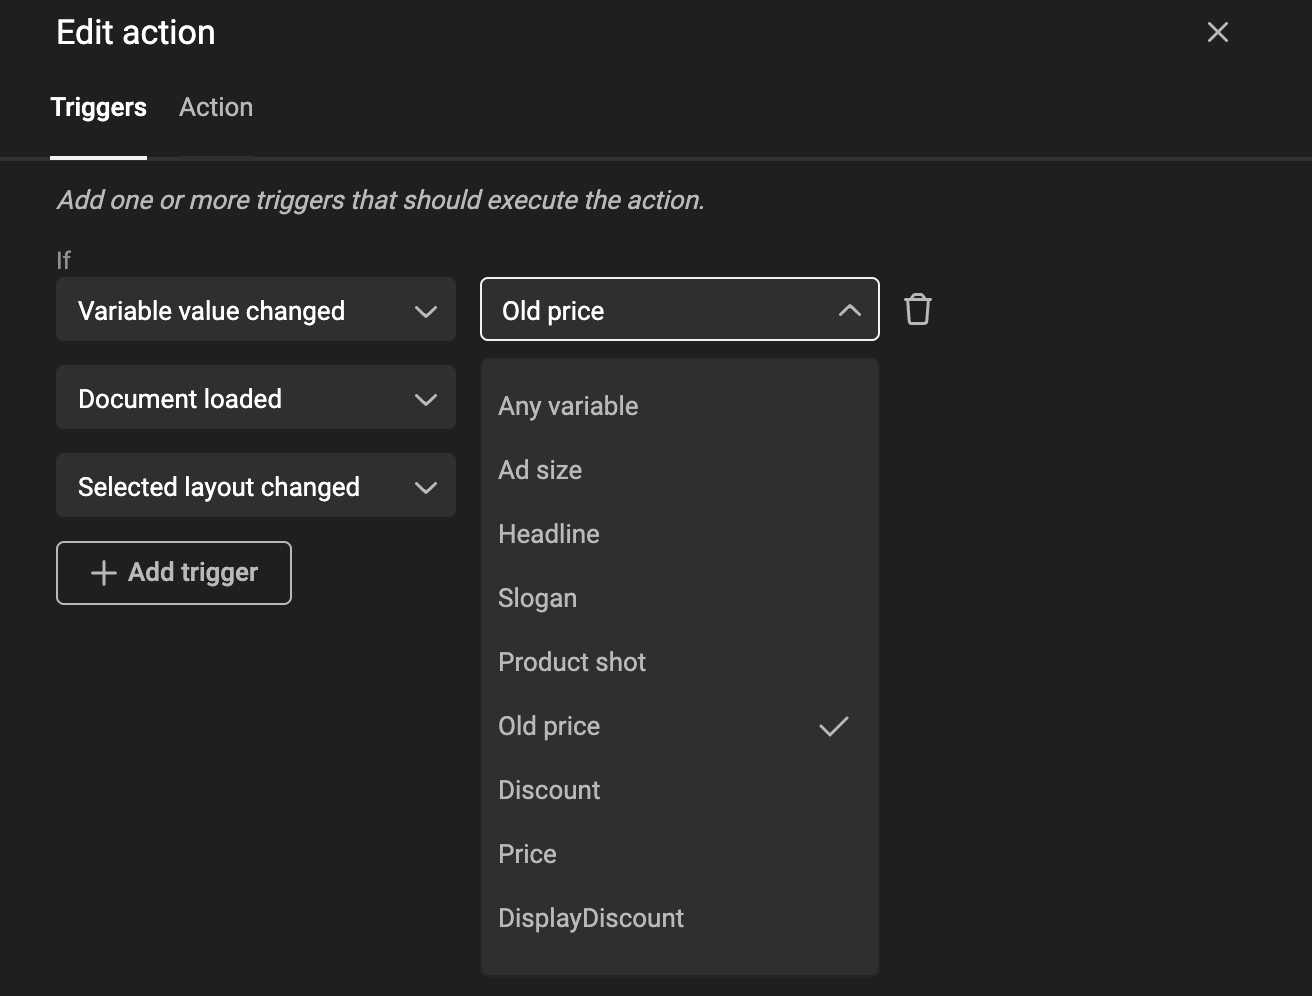 Edit action
Triggers Action
Add one or more triggers that should execute the action.
If
Variable value changed Old price
Document loaded
Selected layout changed
+ Add trigger
Any variable
Ad size
Headline
Slogan
Product shot
Old price
Discount
Price
DisplayDiscount